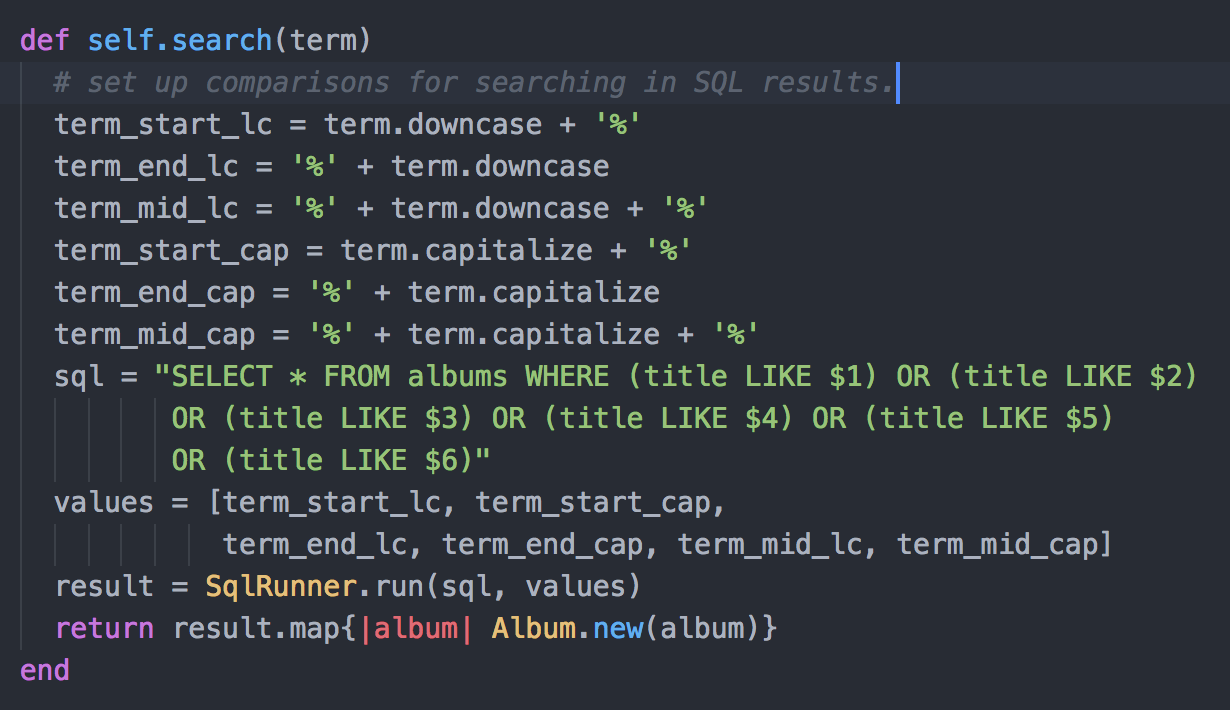 def self.search(term)
  # set up comparisons for searching in SQL results.
  term_start_lc = term.downcase + '%'
  term_end_lc = '%' + term.downcase
  term_mid_lc = '%' + term.downcase + '%'
  term_start_cap = term.capitalize + '%'
  term_end_cap = '%' + term.capitalize
  term_mid_cap = '%' + term.capitalize + '%'
  sql = "SELECT * FROM albums WHERE (title LIKE $1) OR (title LIKE $2)
         OR (title LIKE $3) OR (title LIKE $4) OR (title LIKE $5)
         OR (title LIKE $6)"
  values = [term_start_lc, term_start_cap,
            term_end_lc, term_end_cap, term_mid_lc, term_mid_cap]
  result = SqlRunner.run(sql, values)
  return result.map{|album| Album.new(album)}
end